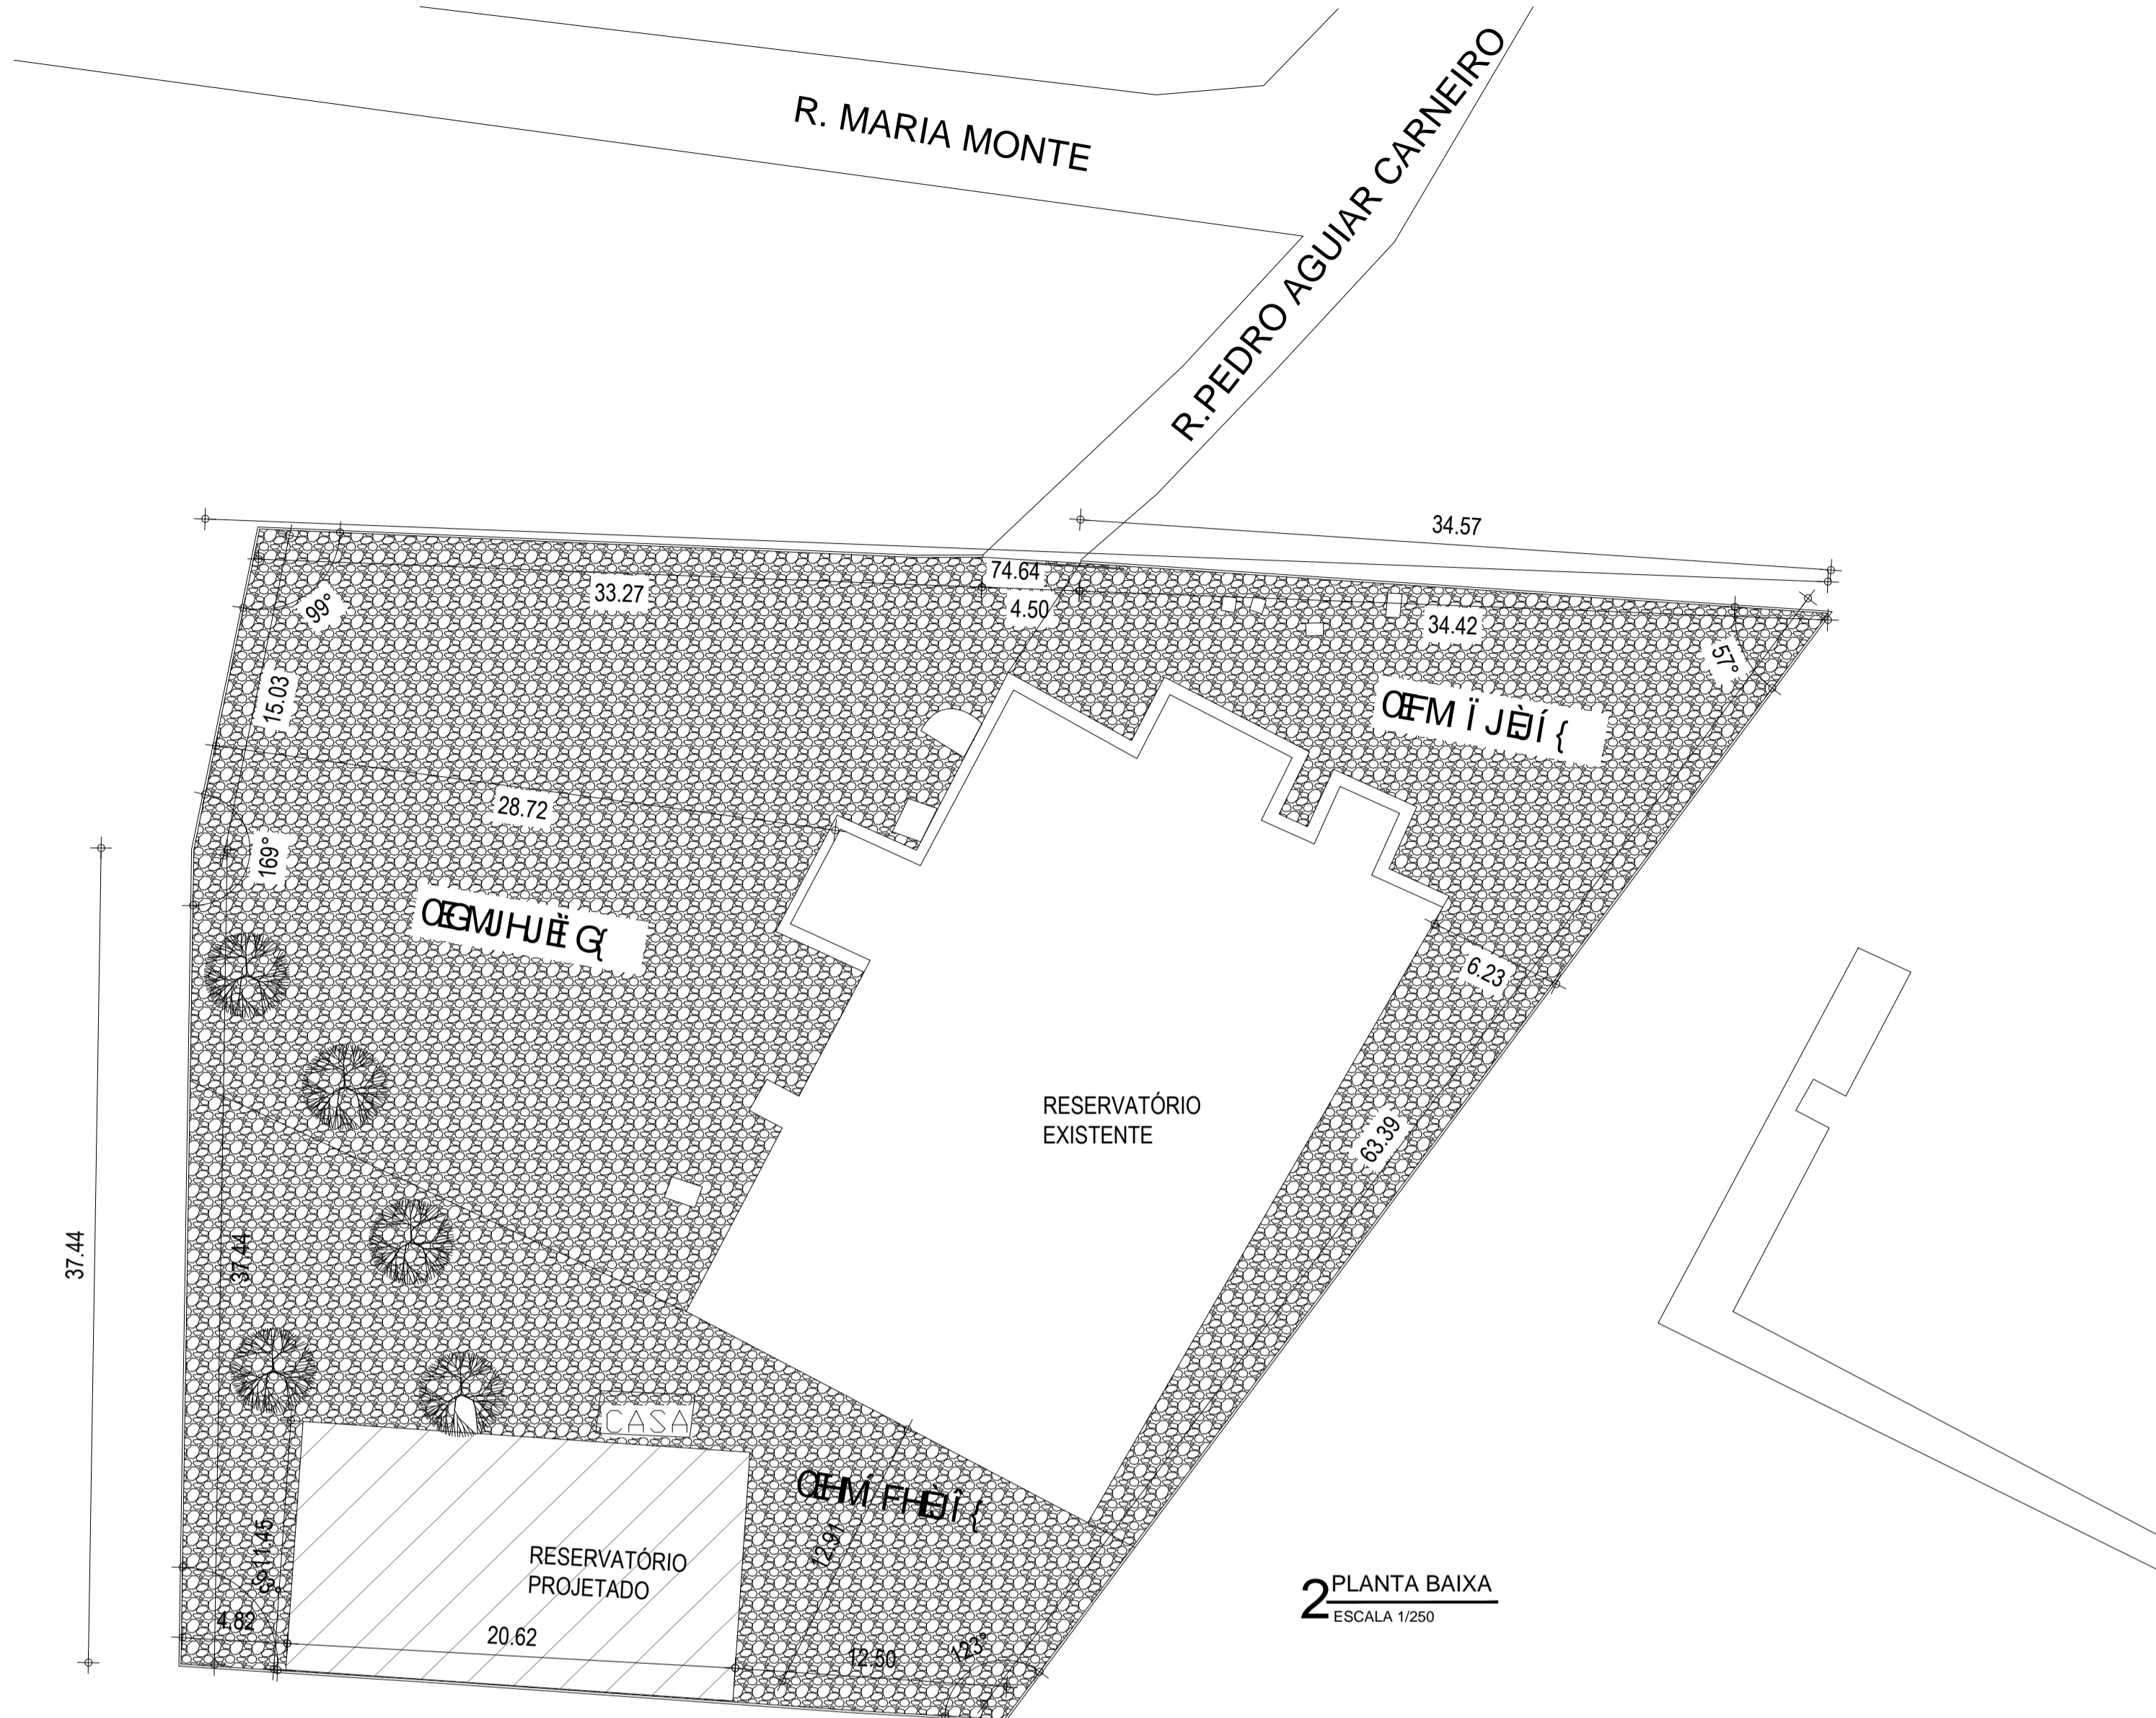 R. MARIA MONTE
R.PEDRO AGUIAR CARNEIRO
34.57
74.64
33.27
4.50
34.42
99°
57°
15.03
28.72
169°
6.23
RESERVATÓRIO
EXISTENTE
63.39
37.44
37.44
CASA
12.91
11.45
93°
RESERVATÓRIO
PROJETADO
4.82
20.62
12.50
123°
2
PLANTA BAIXA
ESCALA 1/250